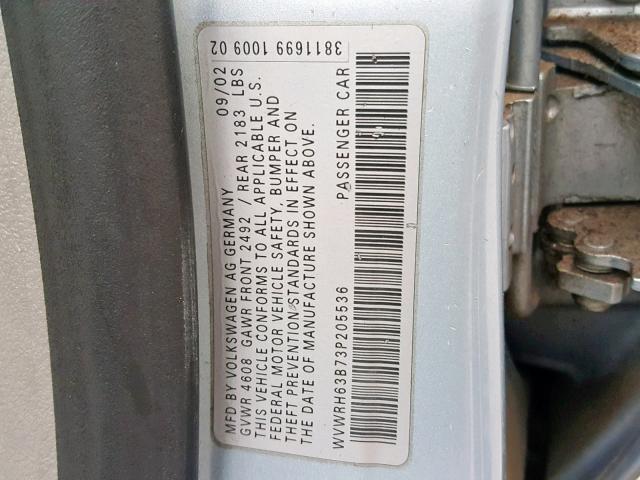 MFD BY VOLKSWAGEN AG GERMANY 09/02
GVWR 4608 GAWR FRONT 2492 / REAR 2183 LBS
THIS VEHICLE CONFORMS TO ALL APPLICABLE U.S.
FEDERAL MOTOR VEHICLE SAFETY, BUMPER AND
THEFT PREVENTION STANDARDS IN EFFECT ON
THE DATE OF MANUFACTURE SHOWN ABOVE.
3811699 1009 02
PASSENGER CAR
WVWRH63B73P205536